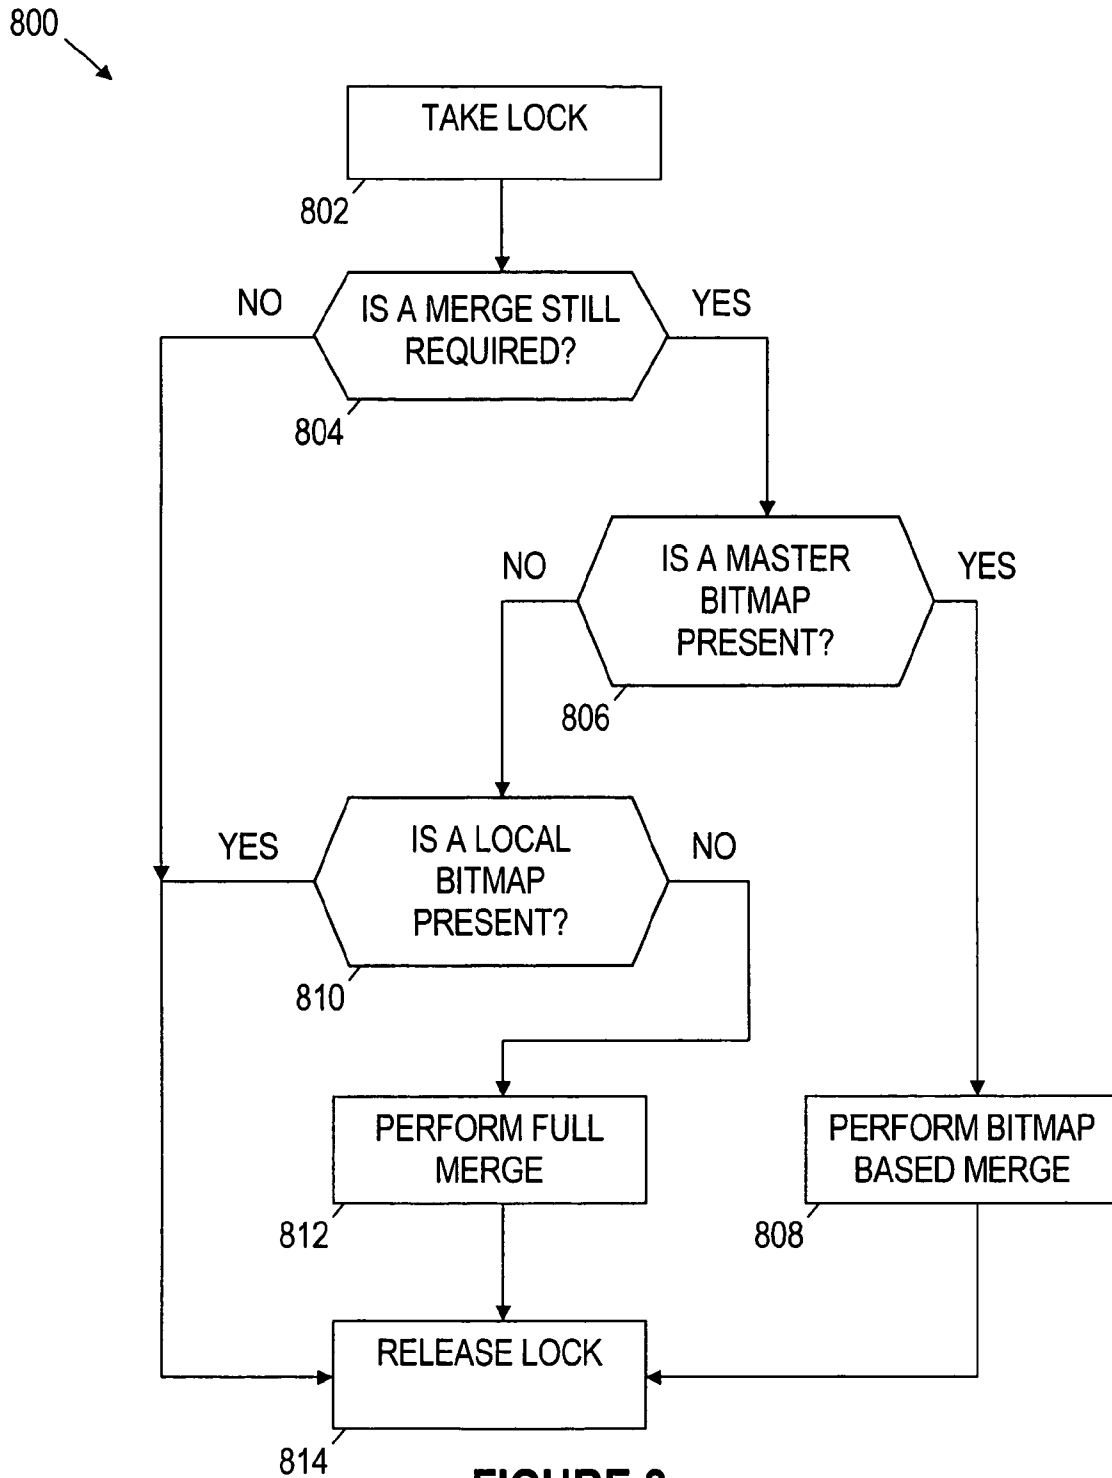 800
TAKE LOCK
802
NO
IS A MERGE STILL
REQUIRED?
YES
804
NO
IS A MASTER
BITMAP
PRESENT?
YES
806
YES
IS A LOCAL
BITMAP
PRESENT?
NO
810
PERFORM FULL
MERGE
812
PERFORM BITMAP
BASED MERGE
808
RELEASE LOCK
814
FIGURE